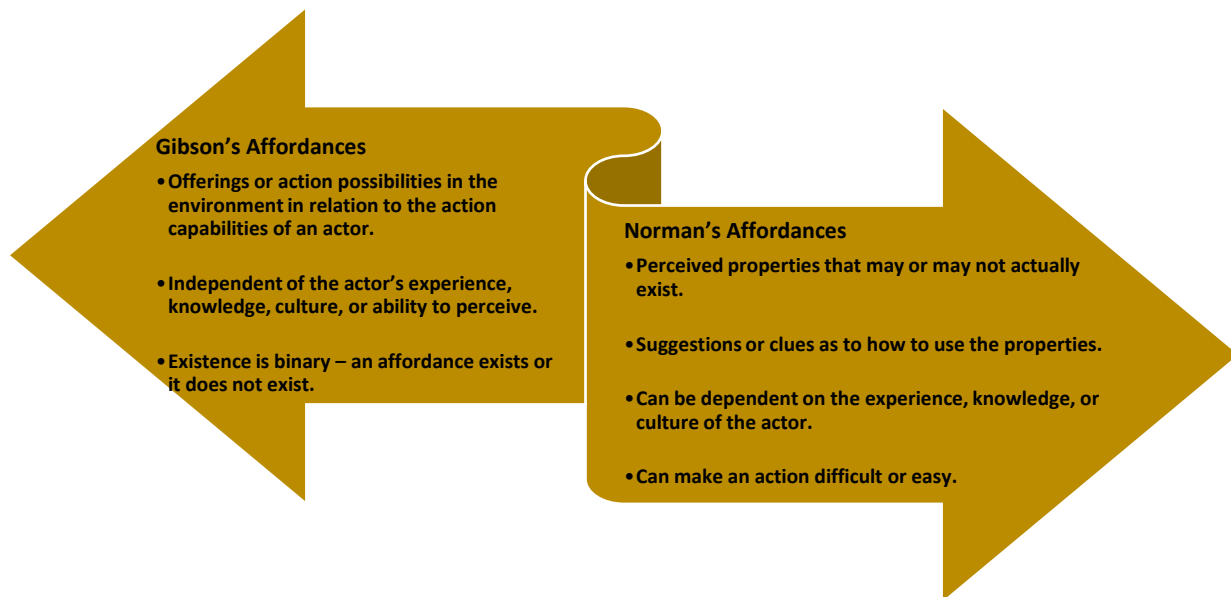 Gibson’s Affordances
•Offerings or action possibilities in the
environment in relation to the action
capabilities of an actor.
•Independent of the actor’s experience,
knowledge, culture, or ability to perceive.
•Existence is binary – an affordance exists or
it does not exist.
Norman’s Affordances
•Perceived properties that may or may not actually
exist.
•Suggestions or clues as to how to use the properties.
•Can be dependent on the experience, knowledge, or
culture of the actor.
•Can make an action difficult or easy.